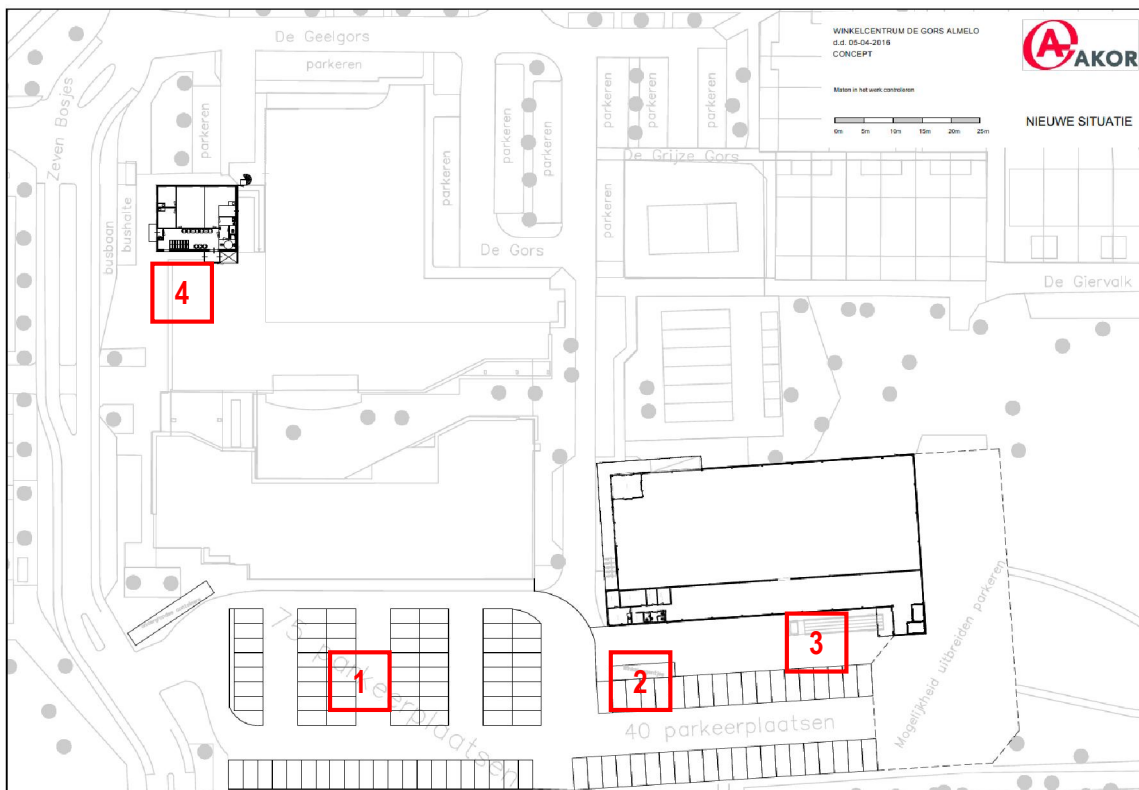 De Geelgors
parkeren
WINKELCENTRUM DE GORS ALMELO
d.d. 05-04-2016
CONCEPT
AKOR
Maten in het werk controleren
0m 5m 10m 15m 20m 25m
NIEUWE SITUATIE
Zeven Bosjes
parkeren
parkeren
parkeren
parkeren
parkeren
parkeren
parkeren
parkeren
De Grijze Gors
parkeren
busbaan
bushalte
De Gors
De Giervalk
4
75 parkeerplaatsen
1
2
3
40 parkeerplaatsen
Mogelijkheid uitbreiden parkeren